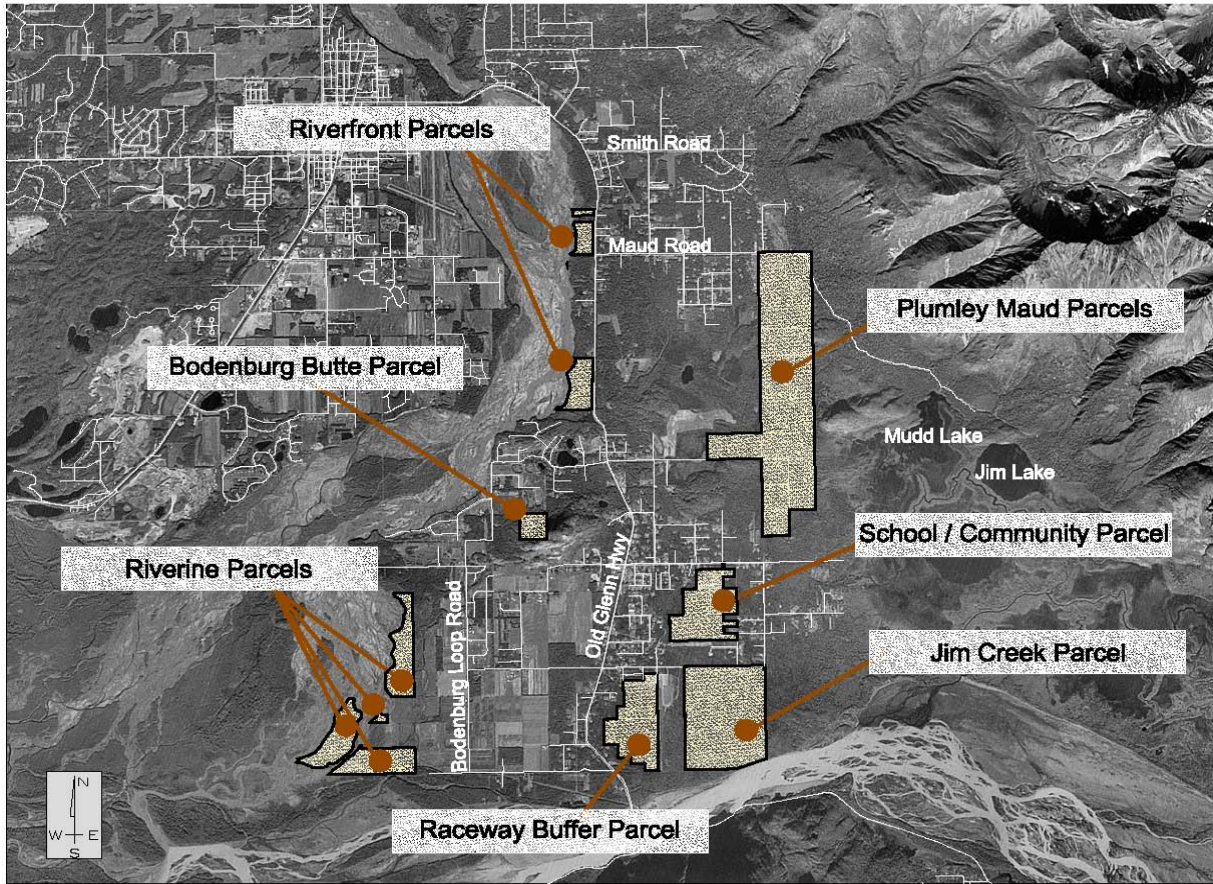 Riverfront Parcels
Smith Road
Maud Road
Plumley Maud Parcels
Bodenburg Butte Parcel
Mudd Lake
Jim Lake
School / Community Parcel
Riverine Parcels
Bodenburg Loop Road
Old Glenn Hwy
Jim Creek Parcel
Raceway Buffer Parcel
N
W E
S